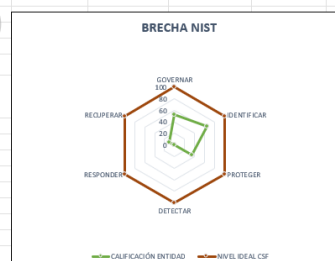 BRECHA NIST
GOVERNAR
100
80
60
40
20
0
IDENTIFICAR
PROTEGER
DETECTAR
RESPONDER
RECUPERAR
CALIFICACIÓN ENTIDAD
NIVEL IDEAL CSF